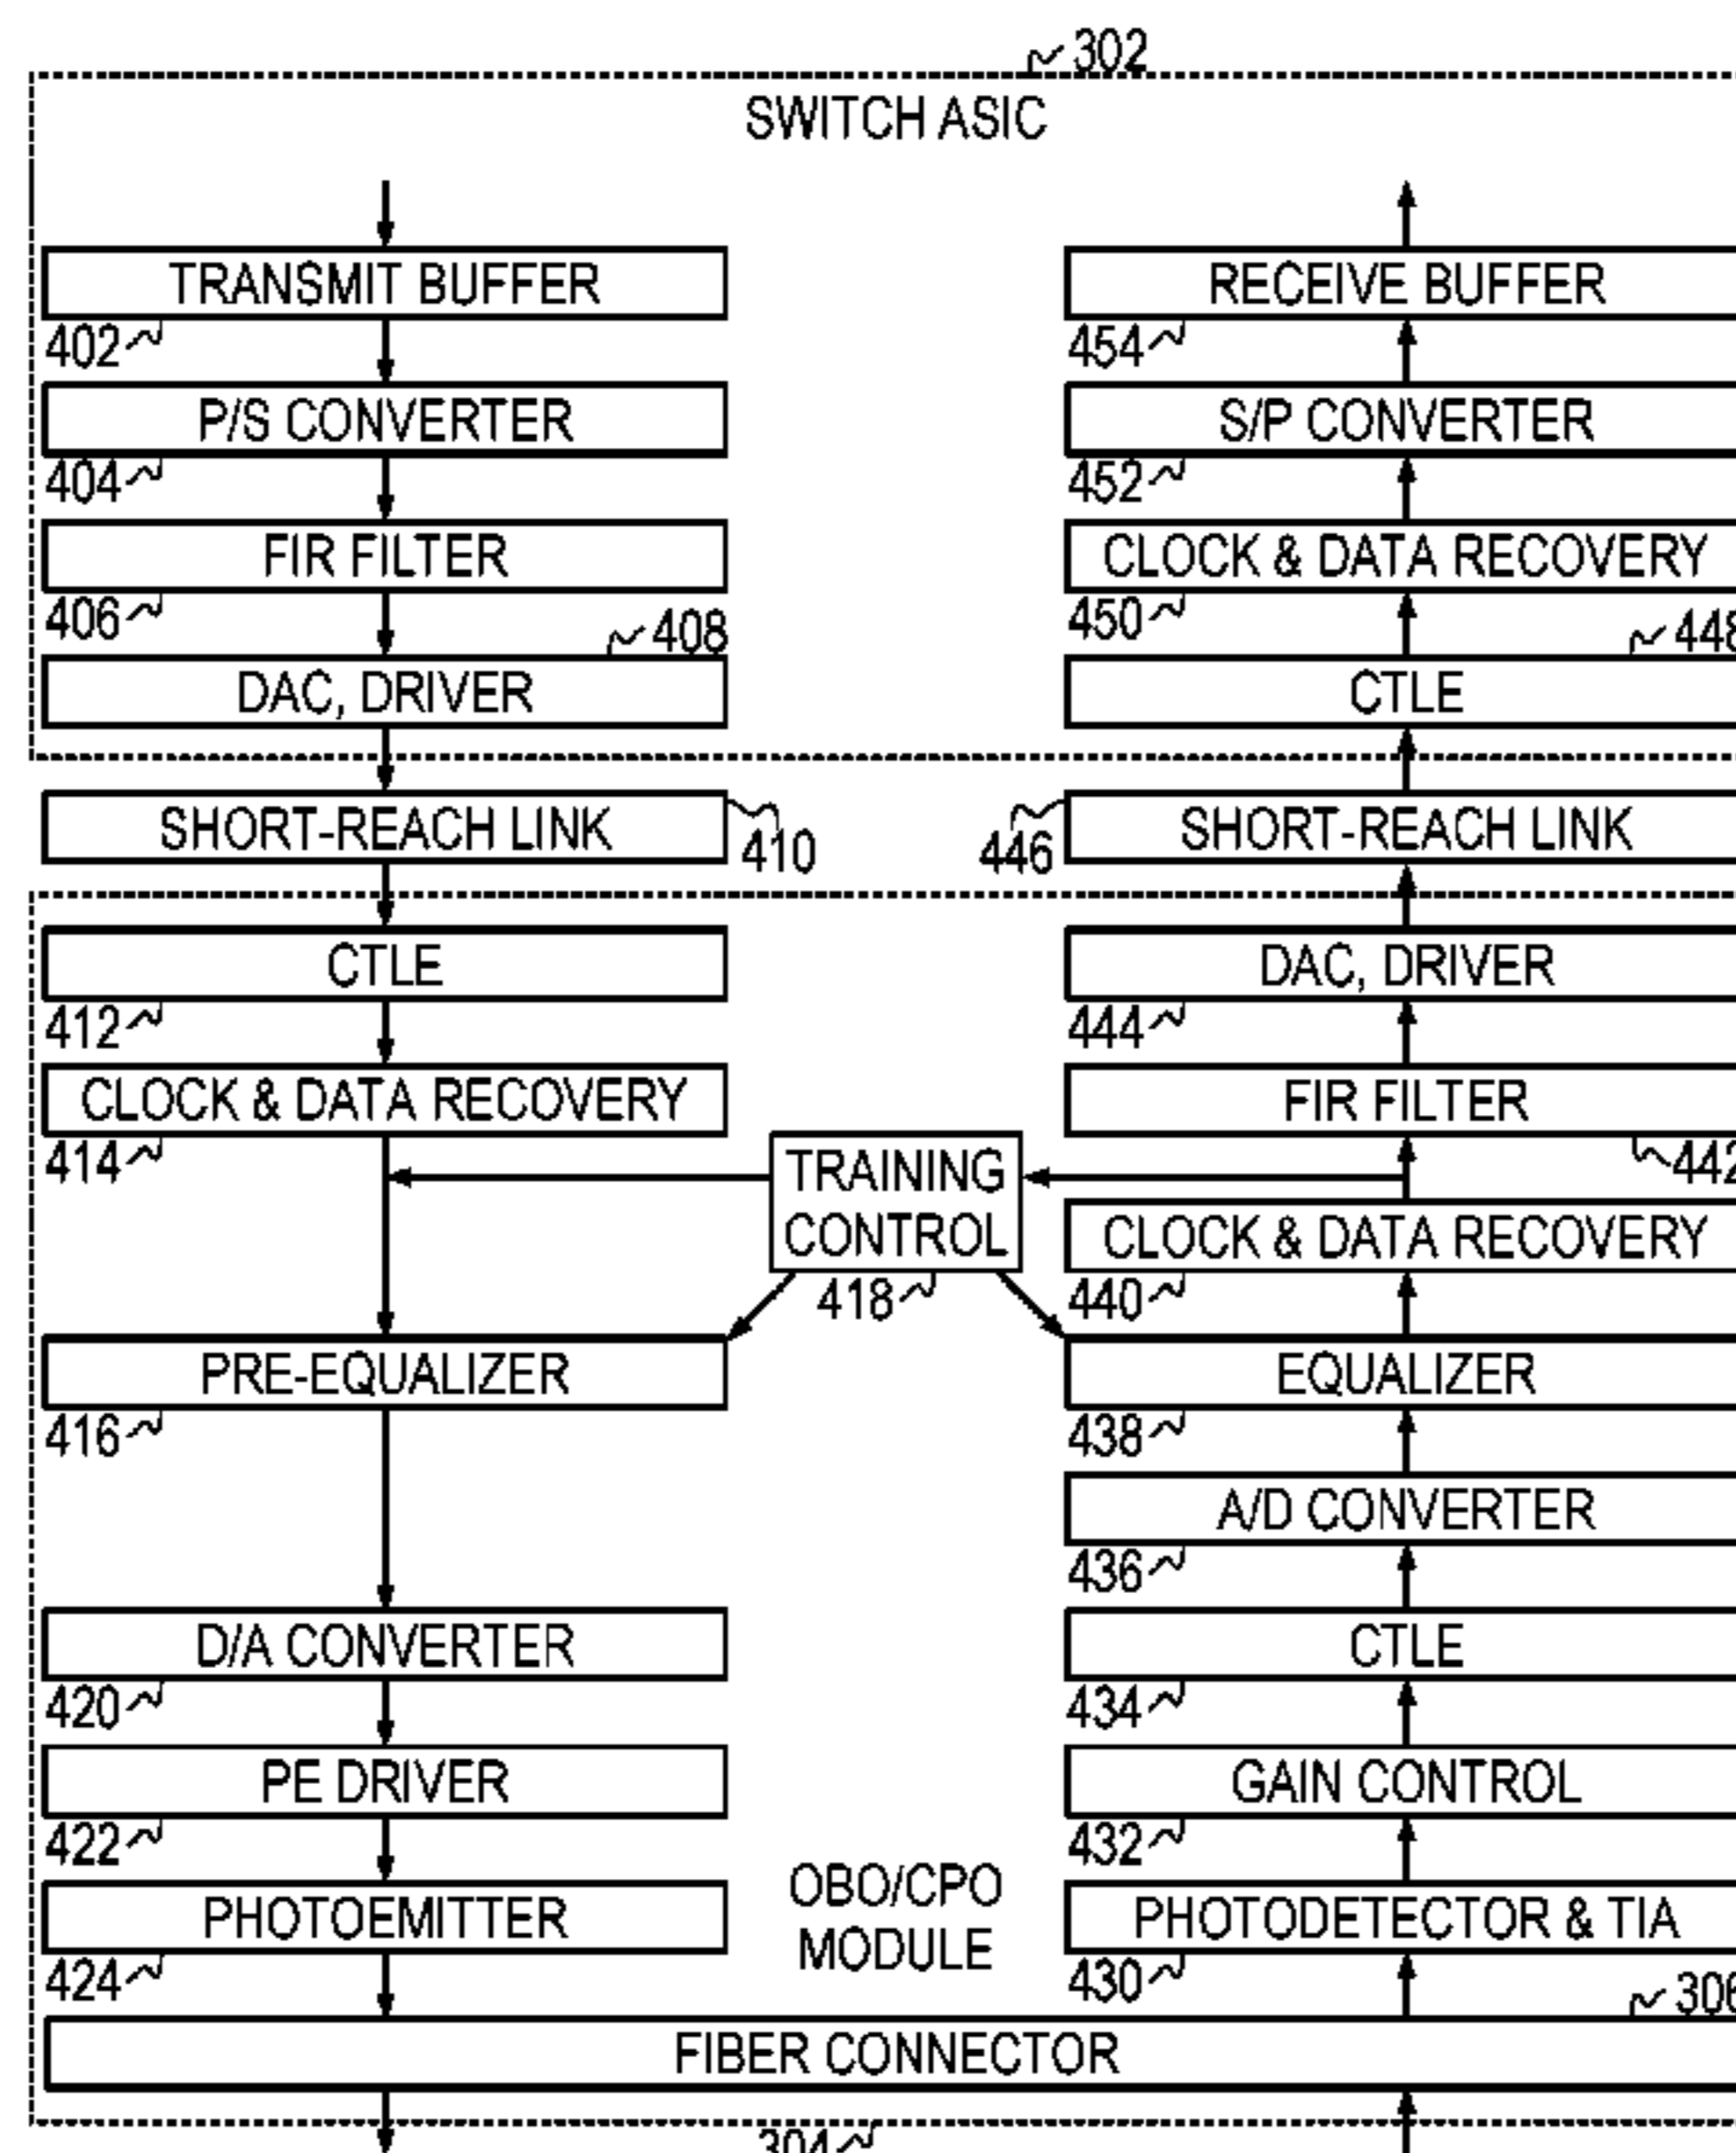 302
SWITCH ASIC
TRANSMIT BUFFER
RECEIVE BUFFER
402
454
P/S CONVERTER
S/P CONVERTER
404
452
FIR FILTER
CLOCK & DATA RECOVERY
406
408
450
448
DAC, DRIVER
CTLE
SHORT-REACH LINK
410
446
SHORT-REACH LINK
CTLE
DAC, DRIVER
412
444
CLOCK & DATA RECOVERY
FIR FILTER
414
TRAINING
CONTROL
442
CLOCK & DATA RECOVERY
418
440
PRE-EQUALIZER
EQUALIZER
416
438
A/D CONVERTER
436
D/A CONVERTER
CTLE
420
434
PE DRIVER
GAIN CONTROL
422
432
OBO/CPO
MODULE
PHOTOEMITTER
PHOTODETECTOR & TIA
424
430
306
FIBER CONNECTOR
304